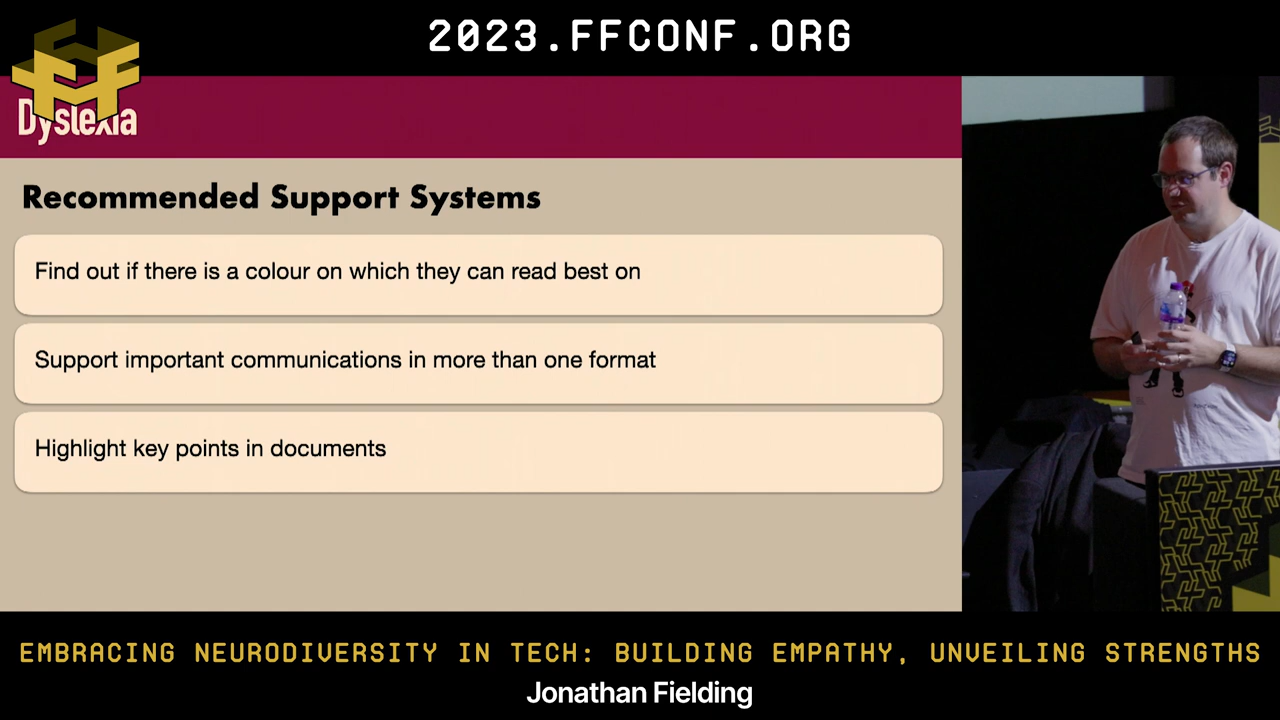 2023.FFCONF.ORG
Dyslexia
Recommended Support Systems
Find out if there is a colour on which they can read best on
Support important communications in more than one format
Highlight key points in documents
EMBRACING NEURODIVERSITY IN TECH: BUILDING EMPATHY, UNVEILING STRENGTHS
Jonathan Fielding